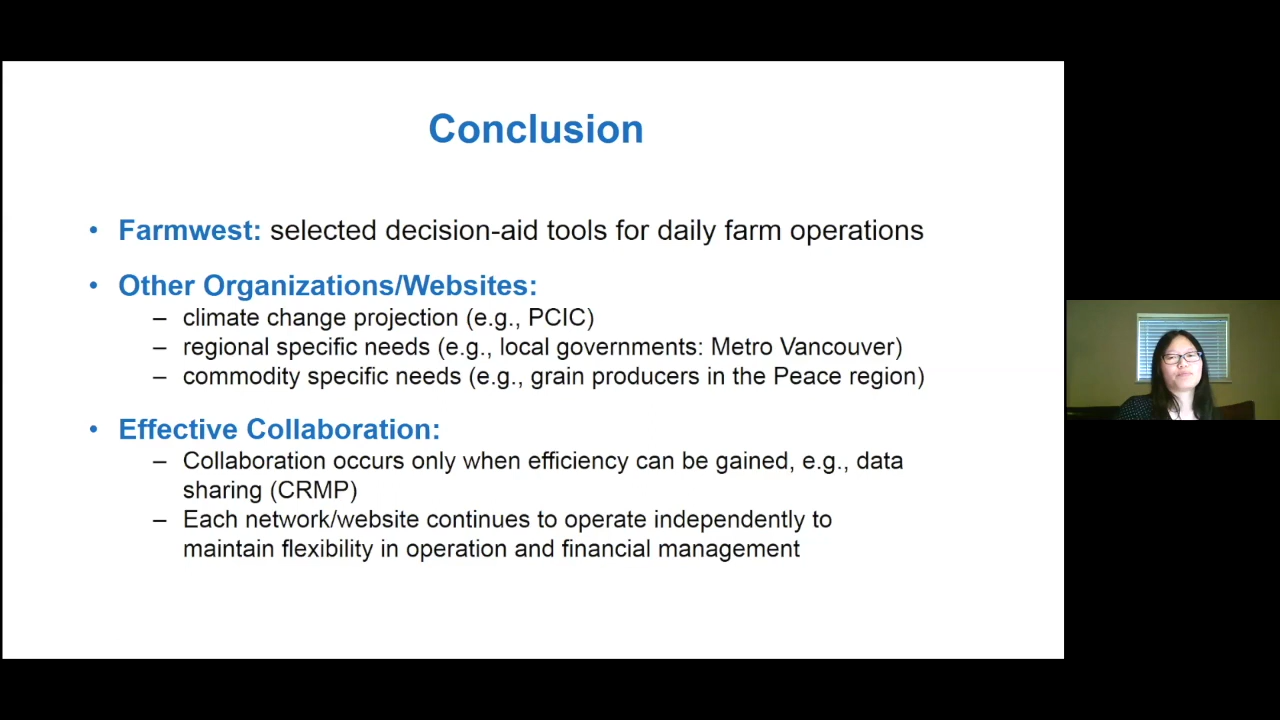 Conclusion
• Farmwest: selected decision-aid tools for daily farm operations
• Other Organizations/Websites:
– climate change projection (e.g., PCIC)
– regional specific needs (e.g., local governments: Metro Vancouver)
– commodity specific needs (e.g., grain producers in the Peace region)
• Effective Collaboration:
– Collaboration occurs only when efficiency can be gained, e.g., data
sharing (CRMP)
– Each network/website continues to operate independently to
maintain flexibility in operation and financial management